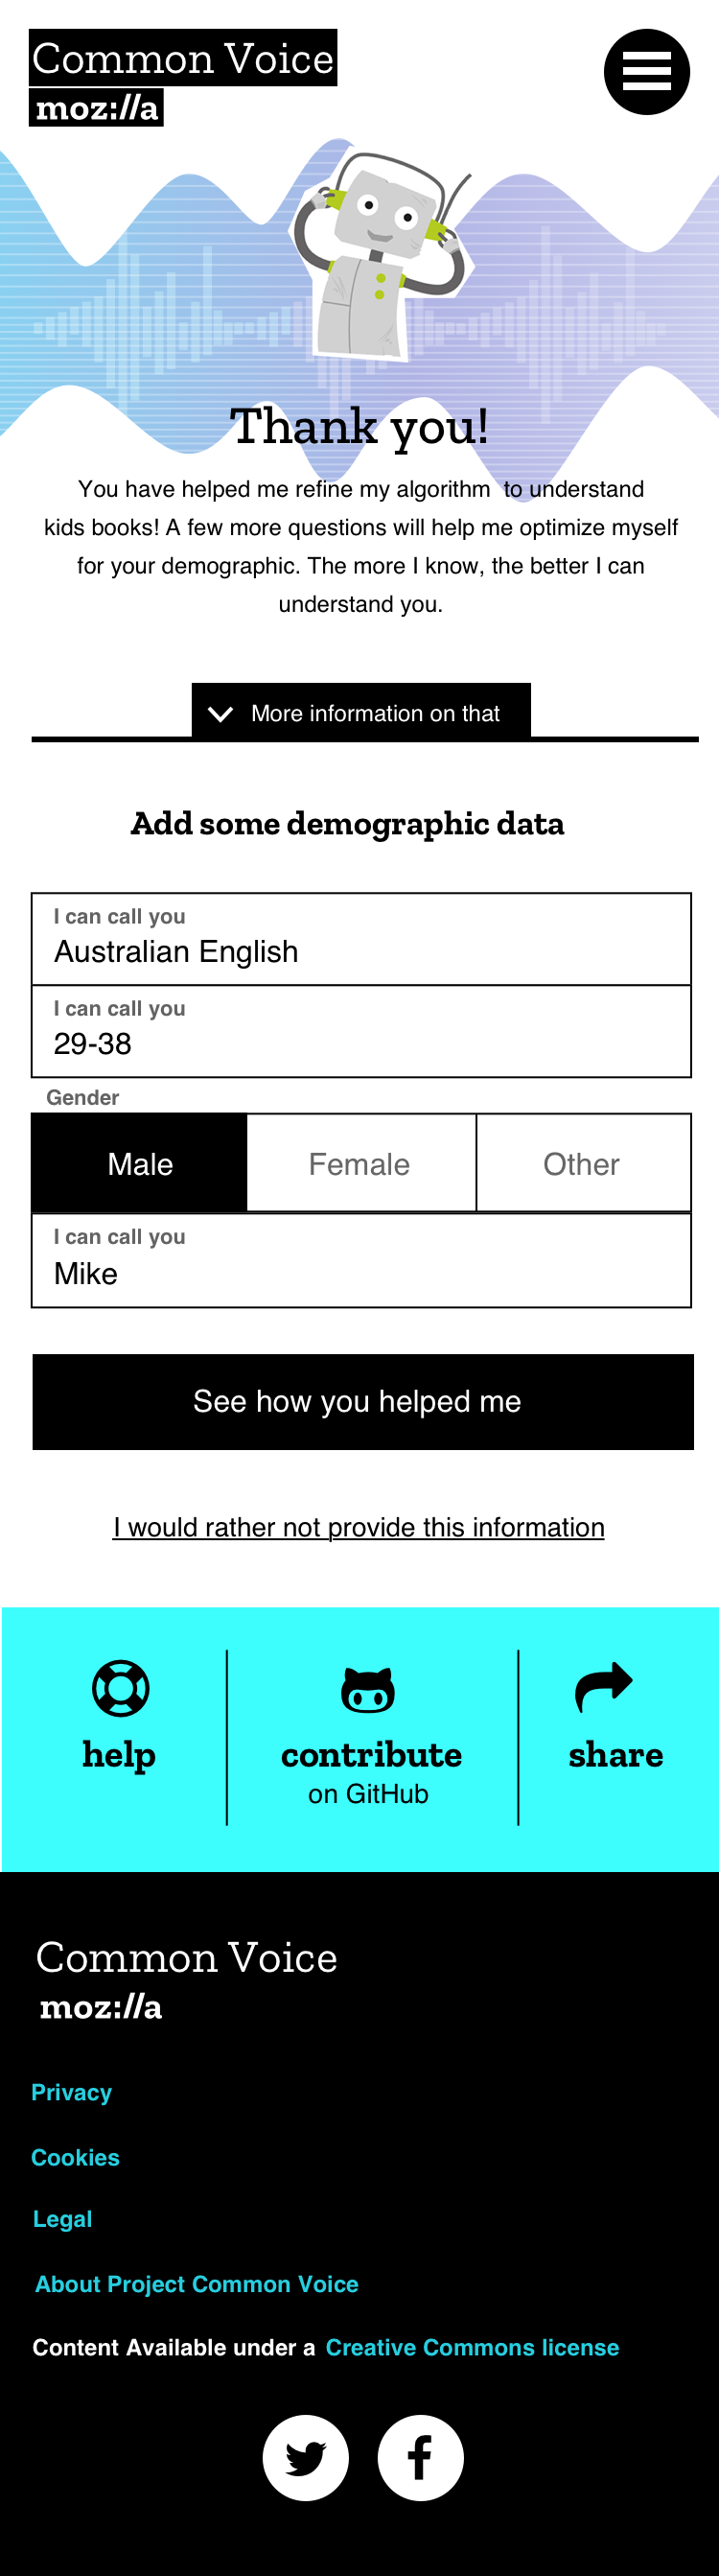 Common Voice
moz://a
Thank you!
You have helped me refine my algorithm to understand
kids books! A few more questions will help me optimize myself
for your demographic. The more I know, the better I can
understand you.
More information on that
Add some demographic data
I can call you
Australian English
I can call you
29-38
Gender
Male Female Other
I can call you
Mike
See how you helped me
I would rather not provide this information
help contribute share
on GitHub
Common Voice
moz://a
Privacy
Cookies
Legal
About Project Common Voice
Content Available under a Creative Commons license